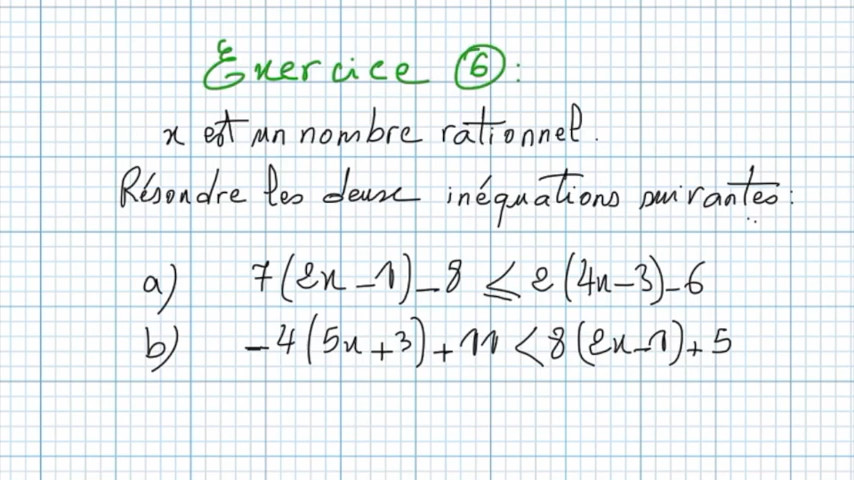 Exercice 6 :
x est un nombre rationnel.
Résoudre les deux inéquations suivantes :
a) 7(2x-1)-8 ≤ 2(4x-3)-6
b) -4(5x+3)+11 < 8(2x-1)+5